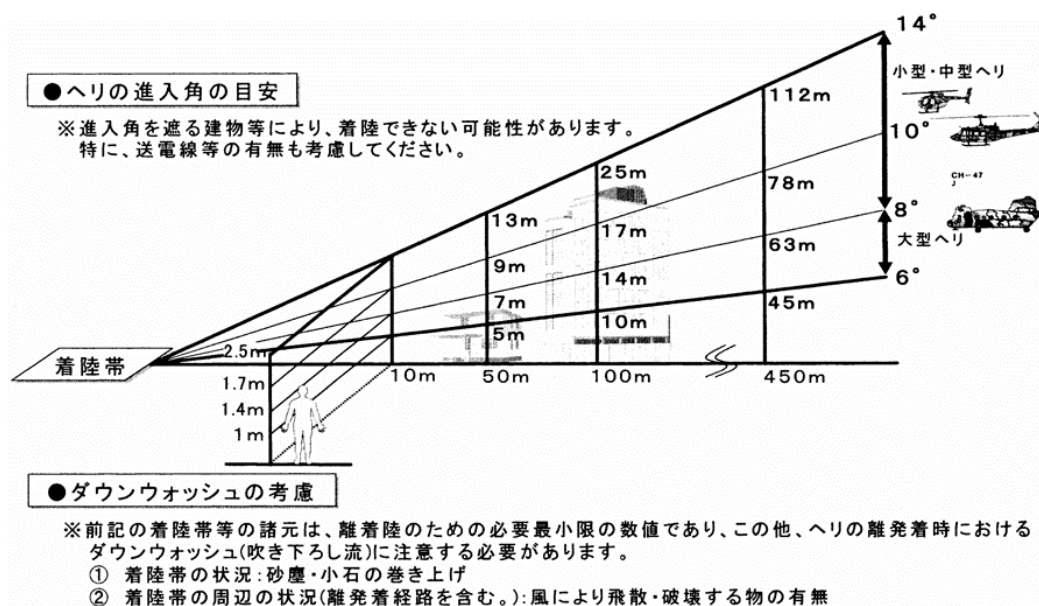 14°
●ヘリの進入角の目安
小型・中型ヘリ
※進入角を遮る建物等により、着陸できない可能性があります。
特に、送電線等の有無も考慮してください。
112m
10°
25m
78m
CH-47
J
13m
17m
8°
9m
63m
大型ヘリ
14m
6°
7m
45m
5m
10m
2.5m
着陸帯
10m
50m
100m
450m
1.7m
1.4m
1m
●ダウンウォッシュの考慮
※前記の着陸帯等の諸元は、離着陸のための必要最小限の数値であり、この他、ヘリの離発着時における
ダウンウォッシュ(吹き下ろし流)に注意する必要があります。
① 着陸帯の状況:砂塵・小石の巻き上げ
② 着陸帯の周辺の状況(離発着経路を含む。):風により飛散・破壊する物の有無